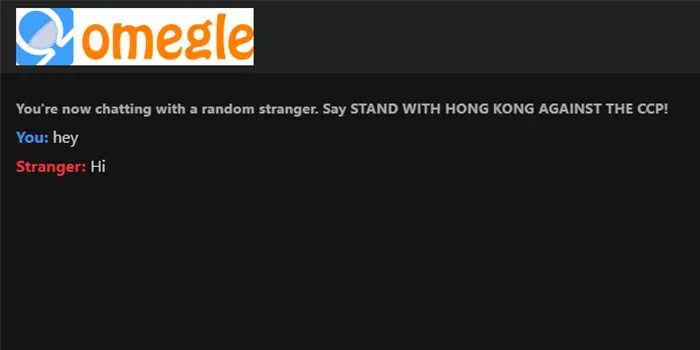 omegle
You're now chatting with a random stranger. Say STAND WITH HONG KONG AGAINST THE CCP!
You: hey
Stranger: Hi